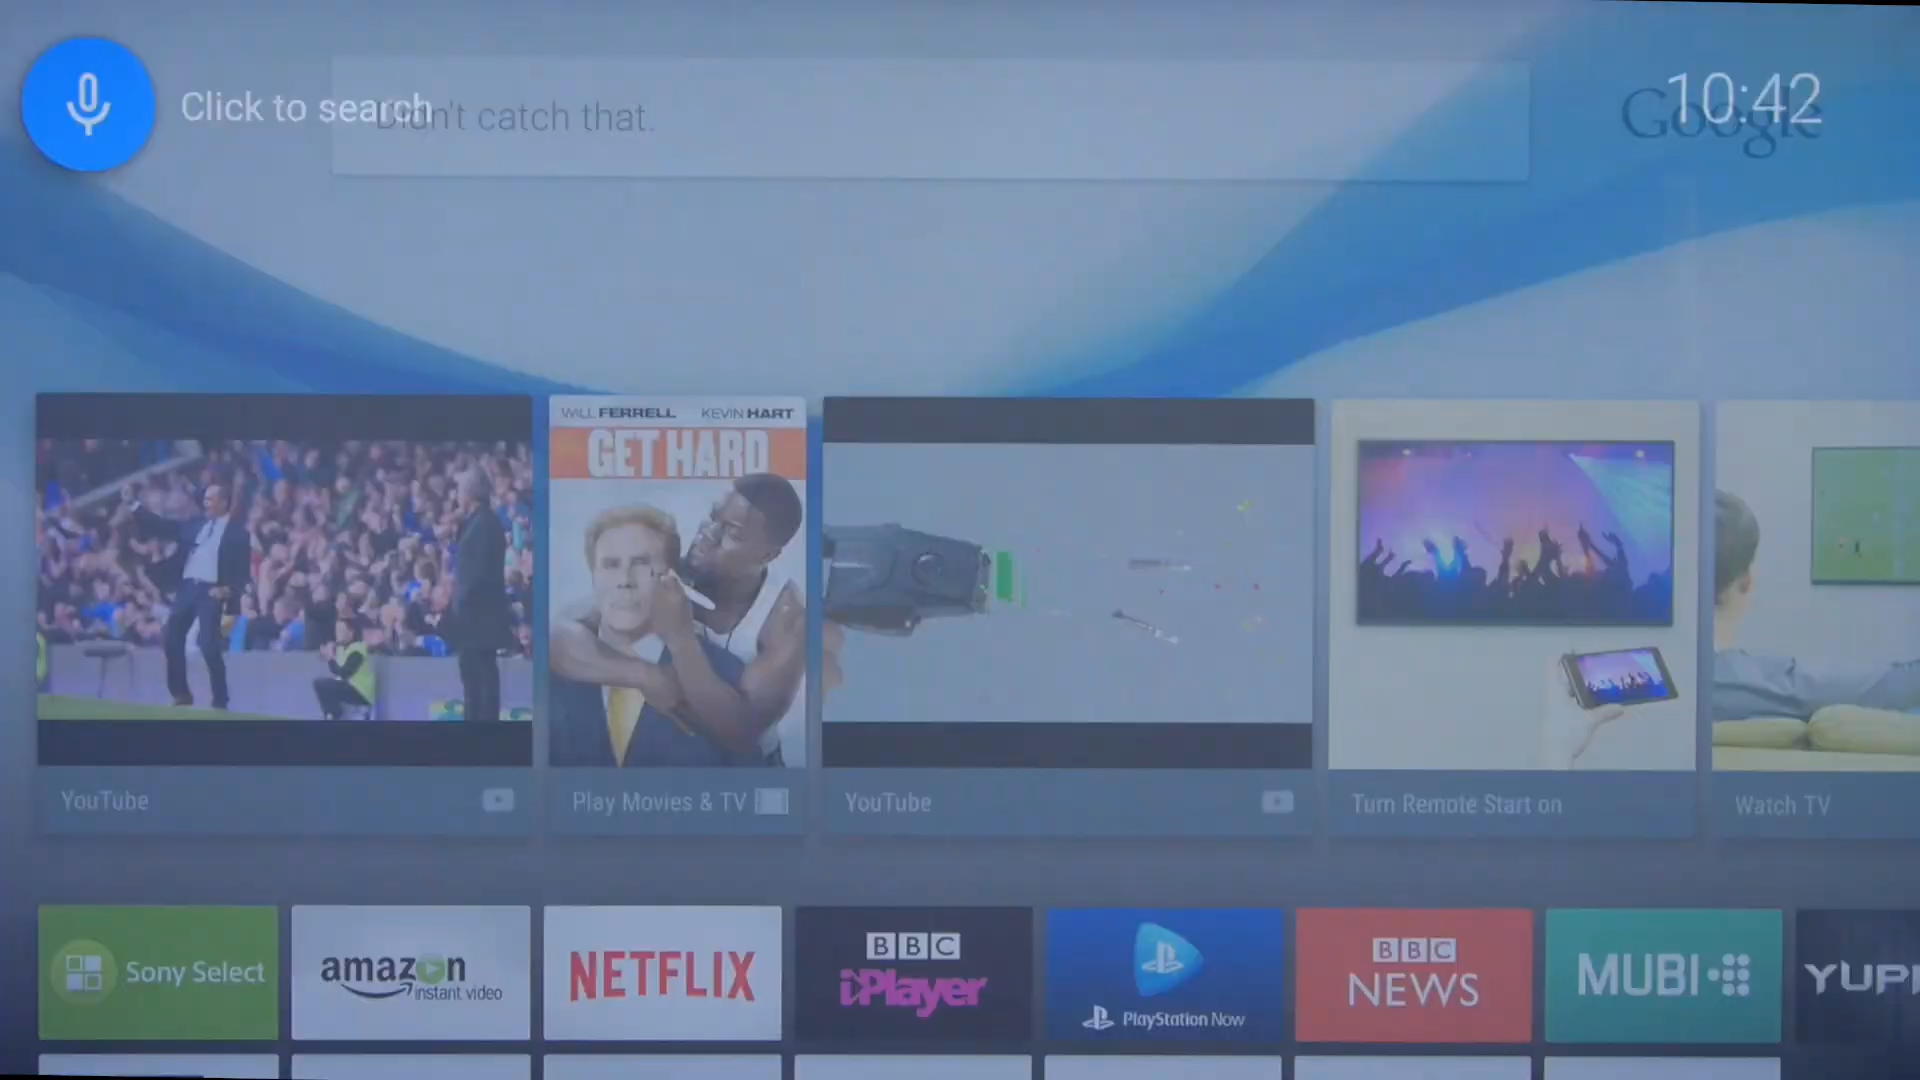 Click to search
Didn't catch that.
10:42
Google
WILL FERRELL KEVIN HART
GET HARD
YouTube
Play Movies & TV
YouTube
Turn Remote Start on
Watch TV
Sony Select
amazon
instant video
NETFLIX
BBC
iPlayer
PlayStation Now
BBC
NEWS
MUBI